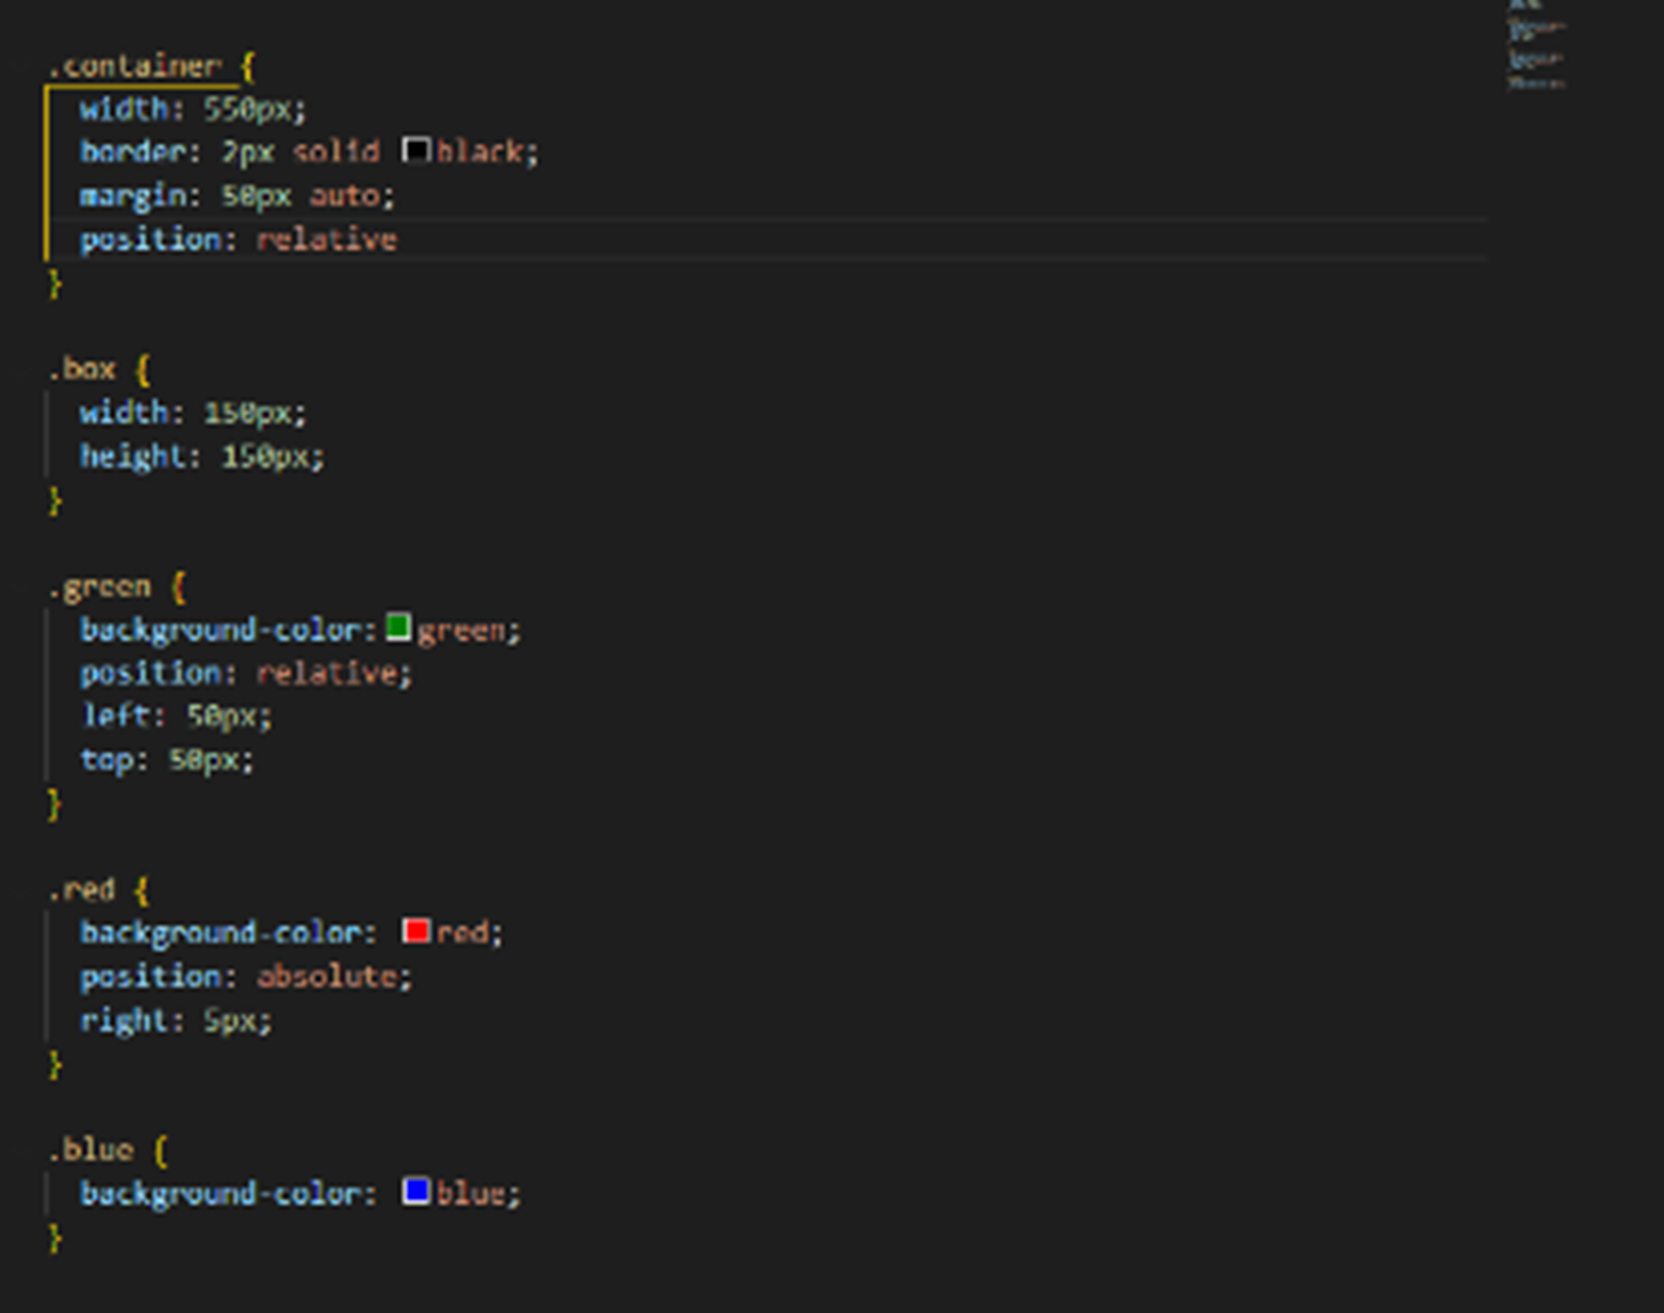 .container {
width: 550px;
border: 2px solid black;
margin: 50px auto;
position: relative
}
.box {
width: 150px;
height: 150px;
}
.green {
background-color: green;
position: relative;
left: 50px;
top: 50px;
}
.red {
background-color: red;
position: absolute;
right: 5px;
}
.blue {
background-color: blue;
}